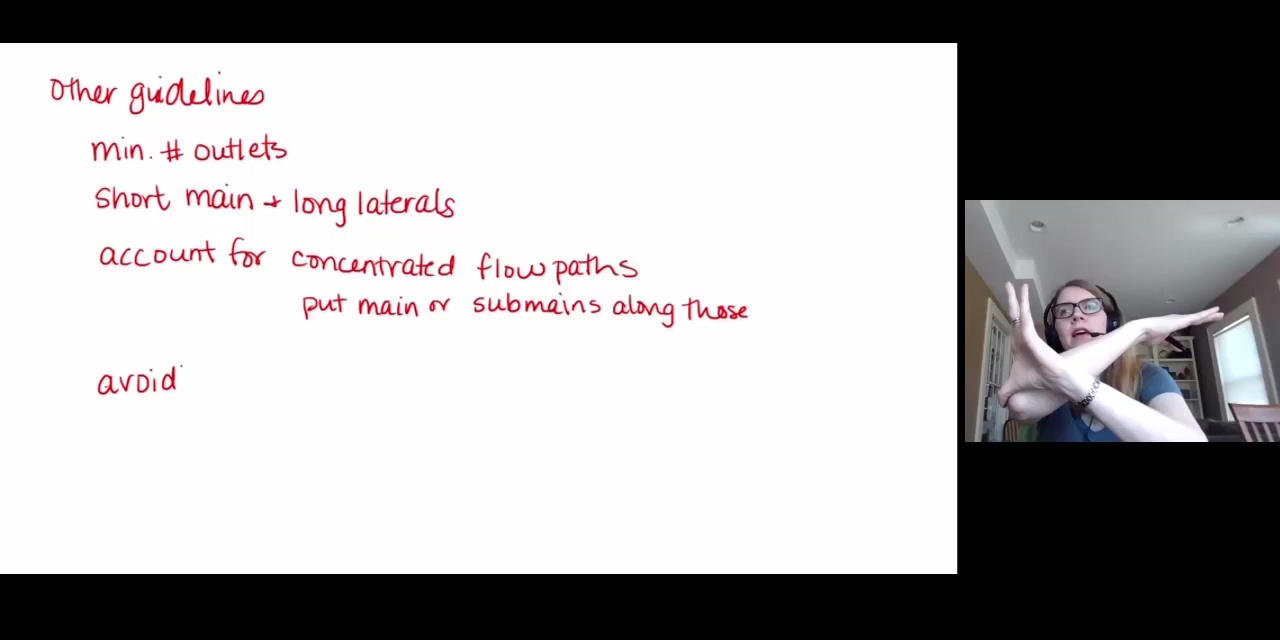 Other guidelines
min. # outlets
short main + long laterals
account for concentrated flow paths
put main or submains along those
avoid